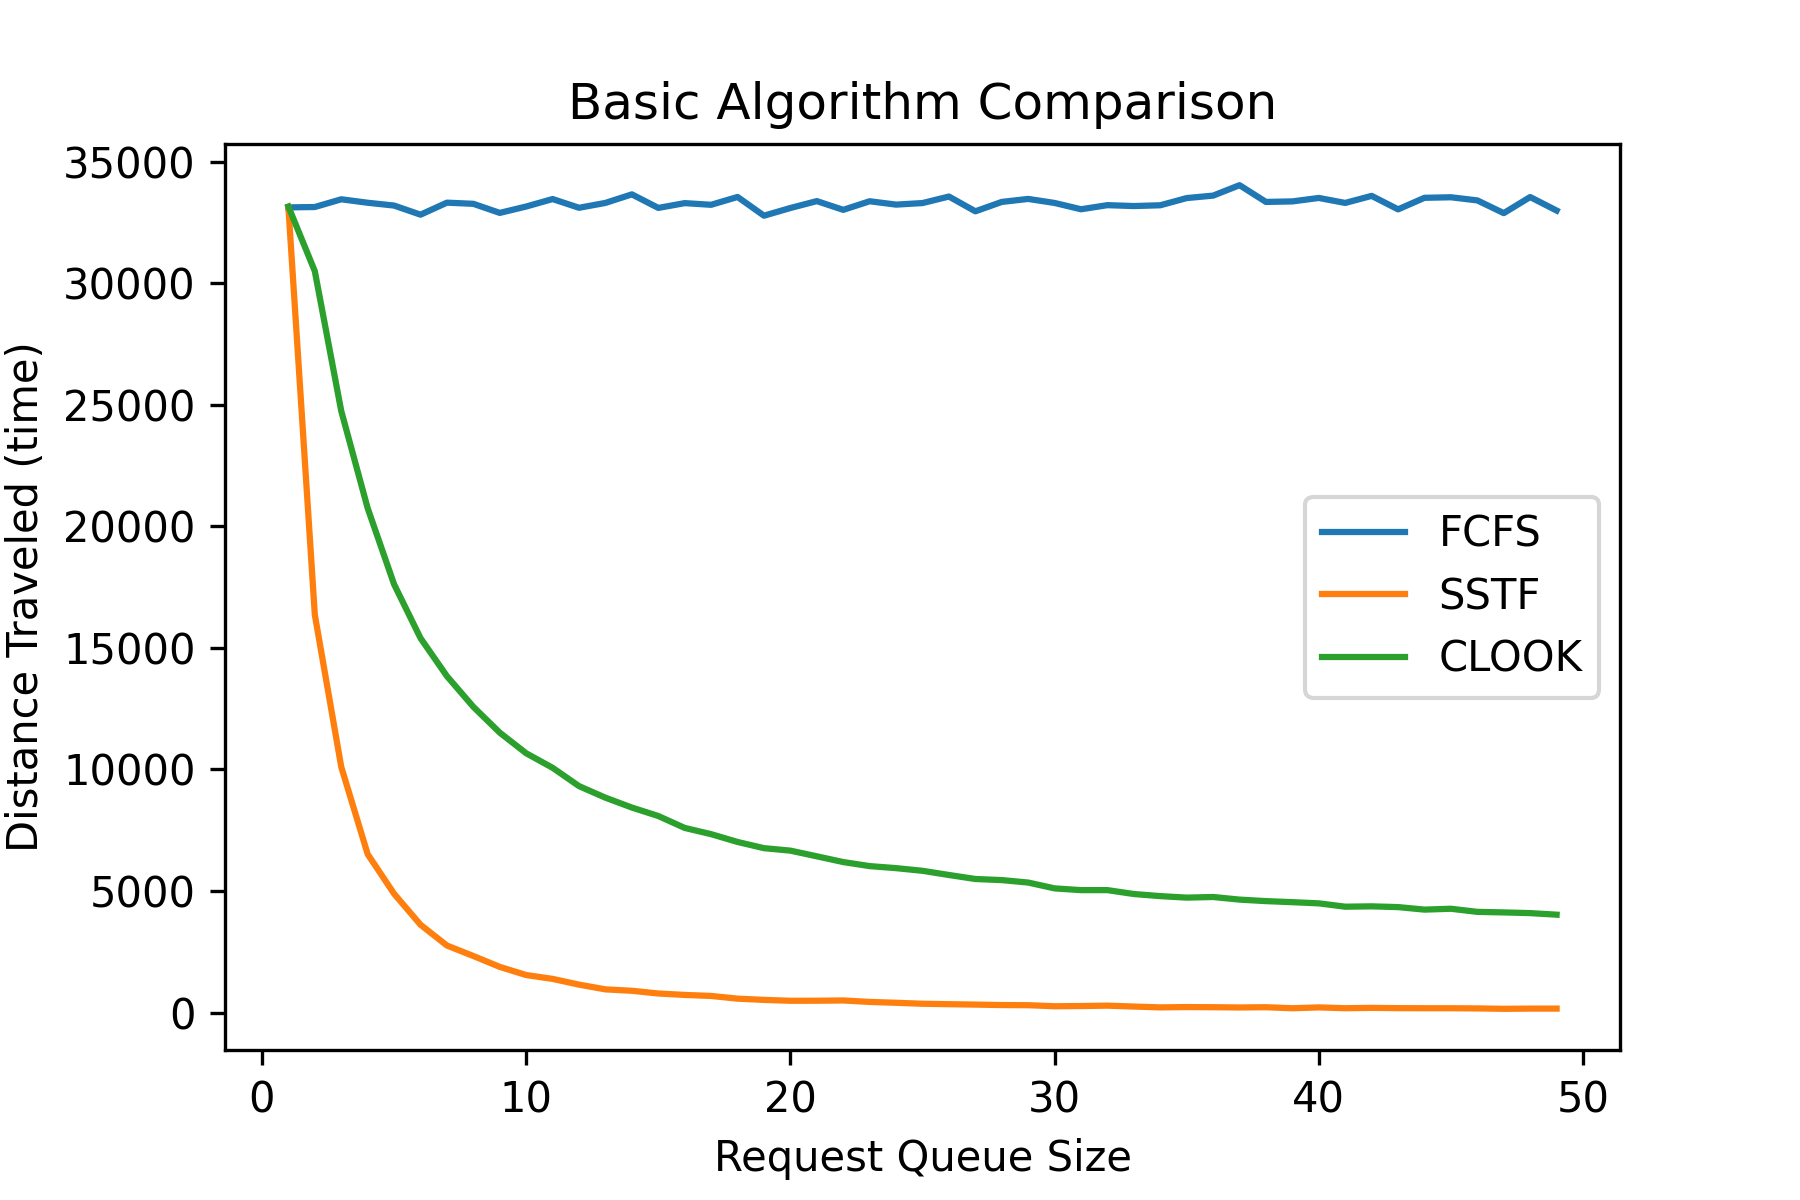 Basic Algorithm Comparison
Distance Traveled (time)
35000
30000
25000
20000
15000
10000
5000
0
FCFS
SSTF
CLOOK
0 10 20 30 40 50
Request Queue Size